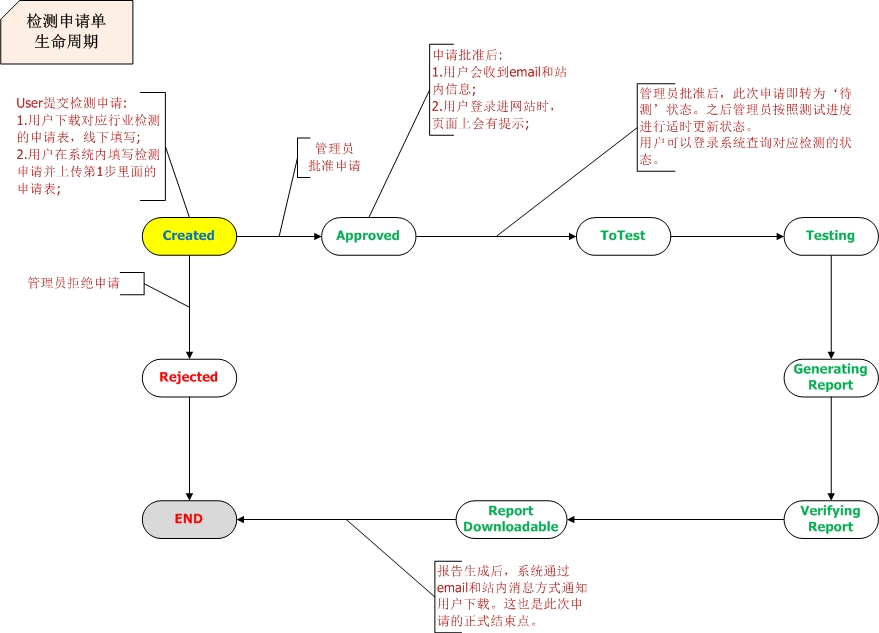 检测申请单
生命周期
申请批准后:
1.用户会收到email和站
内信息;
2.用户登录进网站时，
页面上会有提示;
管理员批准后，此次申请即转为‘待
测’状态。之后管理员按照测试进度
进行适时更新状态。
用户可以登录系统查询对应检测的状
态。
User提交检测申请:
1.用户下载对应行业检测
的申请表，线下填写;
2.用户在系统内填写检测
申请并上传第1步里面的
申请表;
管理员
批准申请
Created
Approved
ToTest
Testing
管理员拒绝申请
Rejected
Generating
Report
END
Report
Downloadable
Verifying
Report
报告生成后，系统通过
email和站内消息方式通知
用户下载。这也是此次申
请的正式结束点。